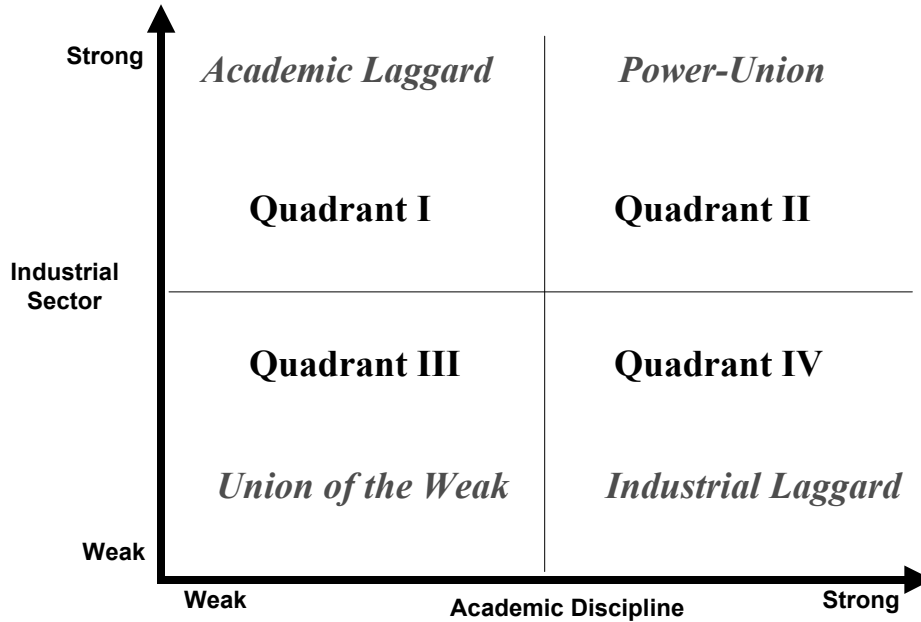 Strong
Academic Laggard
Power-Union
Quadrant I
Quadrant II
Industrial
Sector
Quadrant III
Quadrant IV
Union of the Weak
Industrial Laggard
Weak
Weak
Academic Discipline
Strong